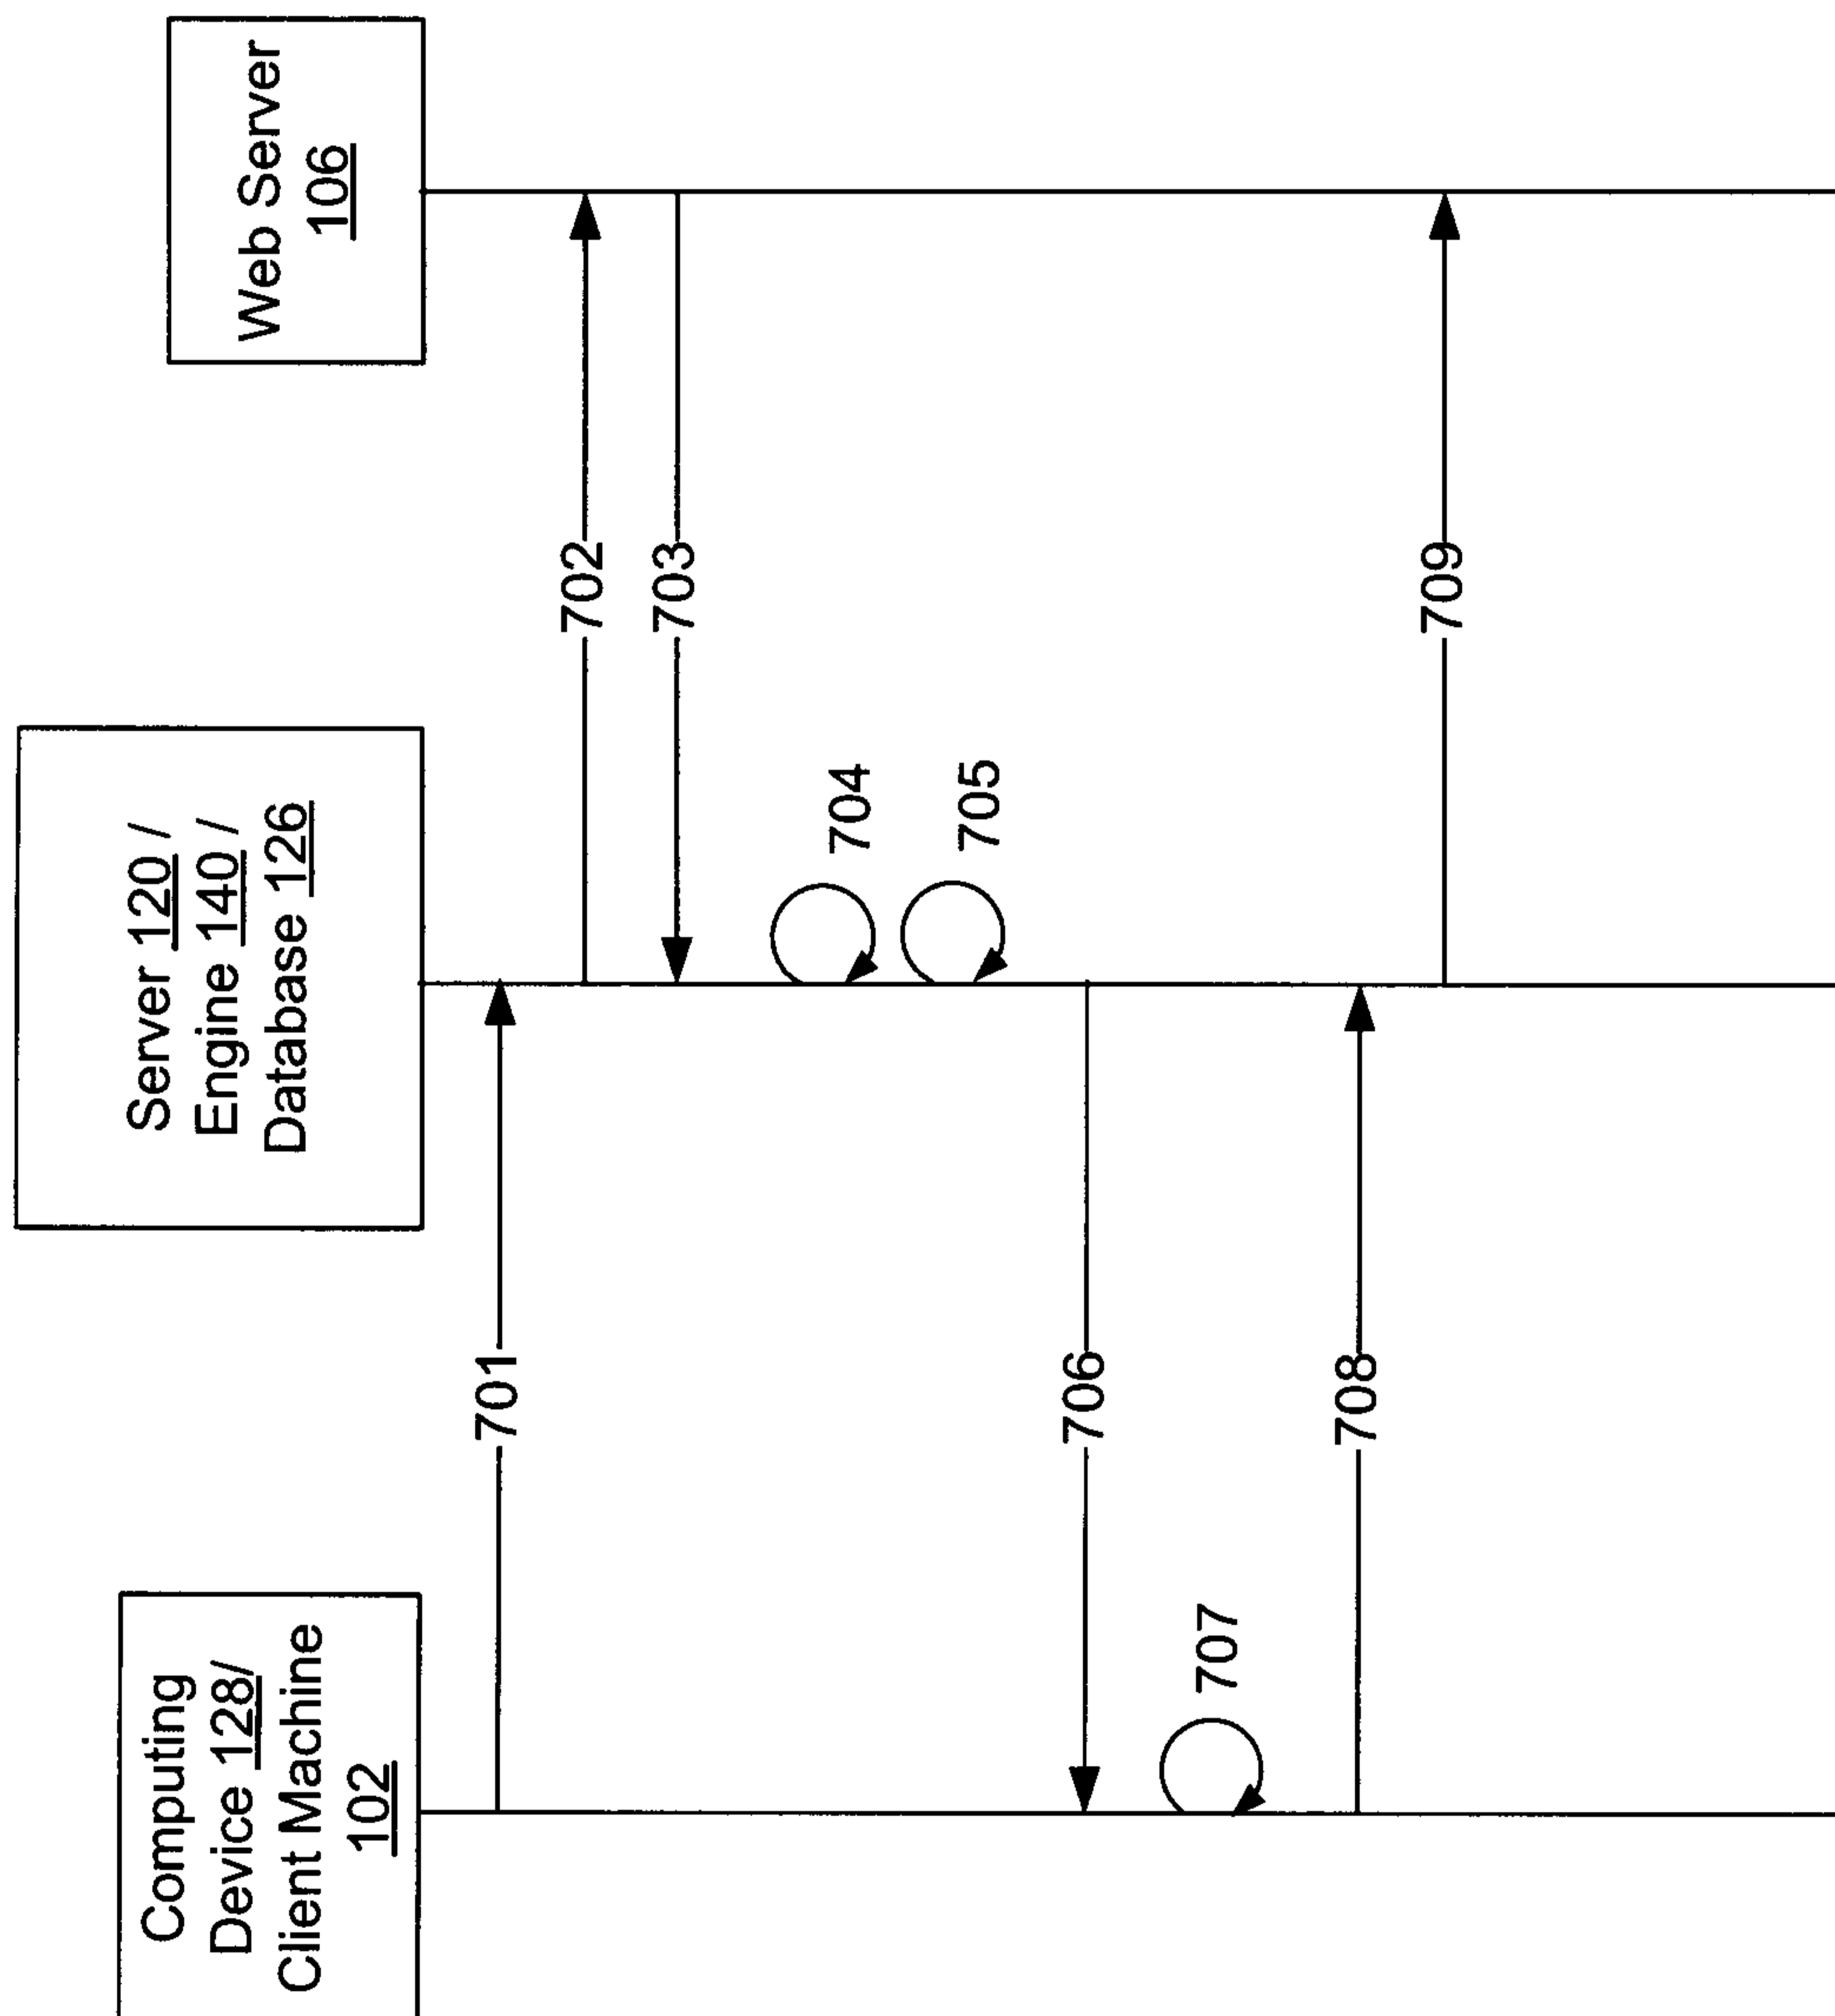 Computing
Device 128/
Client Machine
102
Server 120 /
Engine 140 /
Database 126
Web Server
106
701
702
703
704
705
706
707
708
709